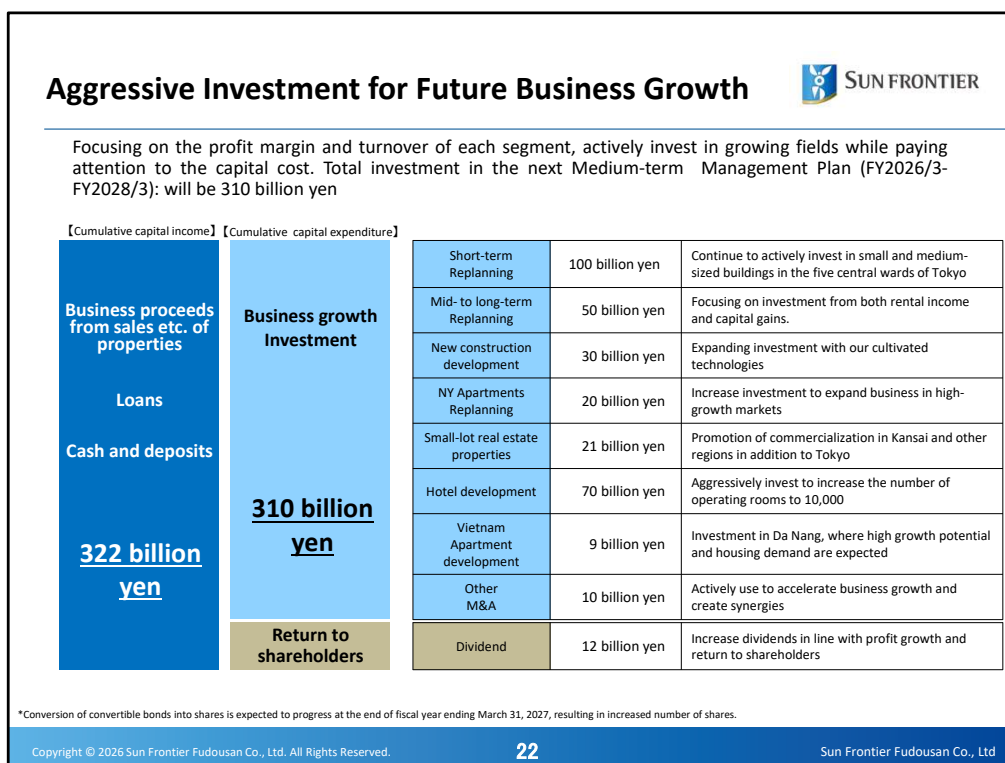 Aggressive Investment for Future Business Growth
SUN FRONTIER
Focusing on the profit margin and turnover of each segment, actively invest in growing fields while paying
attention to the capital cost. Total investment in the next Medium-term Management Plan (FY2026/3-
FY2028/3): will be 310 billion yen
【Cumulative capital income】【Cumulative capital expenditure】
Business proceeds
from sales etc. of
properties
Loans
Cash and deposits
322 billion
yen
Business growth
Investment
310 billion
yen
Return to
shareholders
Short-term
Replanning
100 billion yen
Continue to actively invest in small and medium-
sized buildings in the five central wards of Tokyo
Mid- to long-term
Replanning
50 billion yen
Focusing on investment from both rental income
and capital gains.
New construction
development
30 billion yen
Expanding investment with our cultivated
technologies
NY Apartments
Replanning
20 billion yen
Increase investment to expand business in high-
growth markets
Small-lot real estate
properties
21 billion yen
Promotion of commercialization in Kansai and other
regions in addition to Tokyo
Hotel development
70 billion yen
Aggressively invest to increase the number of
operating rooms to 10,000
Vietnam
Apartment
development
9 billion yen
Investment in Da Nang, where high growth potential
and housing demand are expected
Other
M&A
10 billion yen
Actively use to accelerate business growth and
create synergies
Dividend
12 billion yen
Increase dividends in line with profit growth and
return to shareholders
*Conversion of convertible bonds into shares is expected to progress at the end of fiscal year ending March 31, 2027, resulting in increased number of shares.
Copyright © 2026 Sun Frontier Fudousan Co., Ltd. All Rights Reserved.
22
Sun Frontier Fudousan Co., Ltd